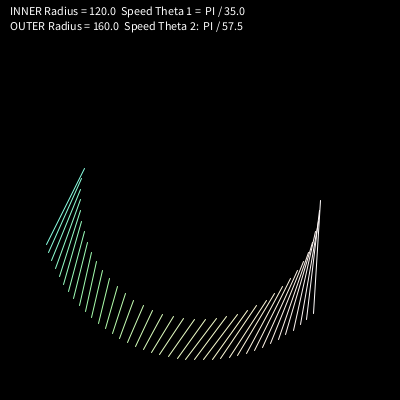 INNER Radius = 120.0  Speed Theta 1 =  PI / 35.0
OUTER Radius = 160.0  Speed Theta 2:  PI / 57.5